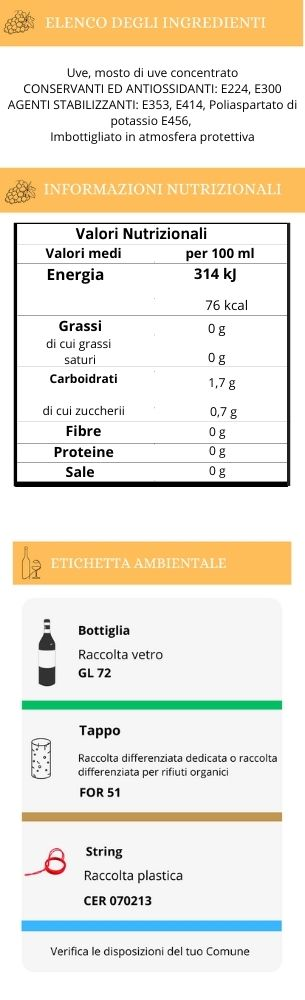 ELENCO DEGLI INGREDIENTI
Uve, mosto di uve concentrato
CONSERVANTI ED ANTIOSSIDANTI: E224, E300
AGENTI STABILIZZANTI: E353, E414, Poliaspartato di
potassio E456,
Imbottigliato in atmosfera protettiva
INFORMAZIONI NUTRIZIONALI
Valori Nutrizionali
Valori medi per 100 ml
Energia 314 kJ
76 kcal
Grassi 0 g
di cui grassi
saturi 0 g
Carboidrati 1,7 g
di cui zuccherii 0,7 g
Fibre 0 g
Proteine 0 g
Sale 0 g
ETICHETTA AMBIENTALE
Bottiglia
Raccolta vetro
GL 72
Tappo
Raccolta differenziata dedicata o raccolta
differenziata per rifiuti organici
FOR 51
String
Raccolta plastica
CER 070213
Verifica le disposizioni del tuo Comune